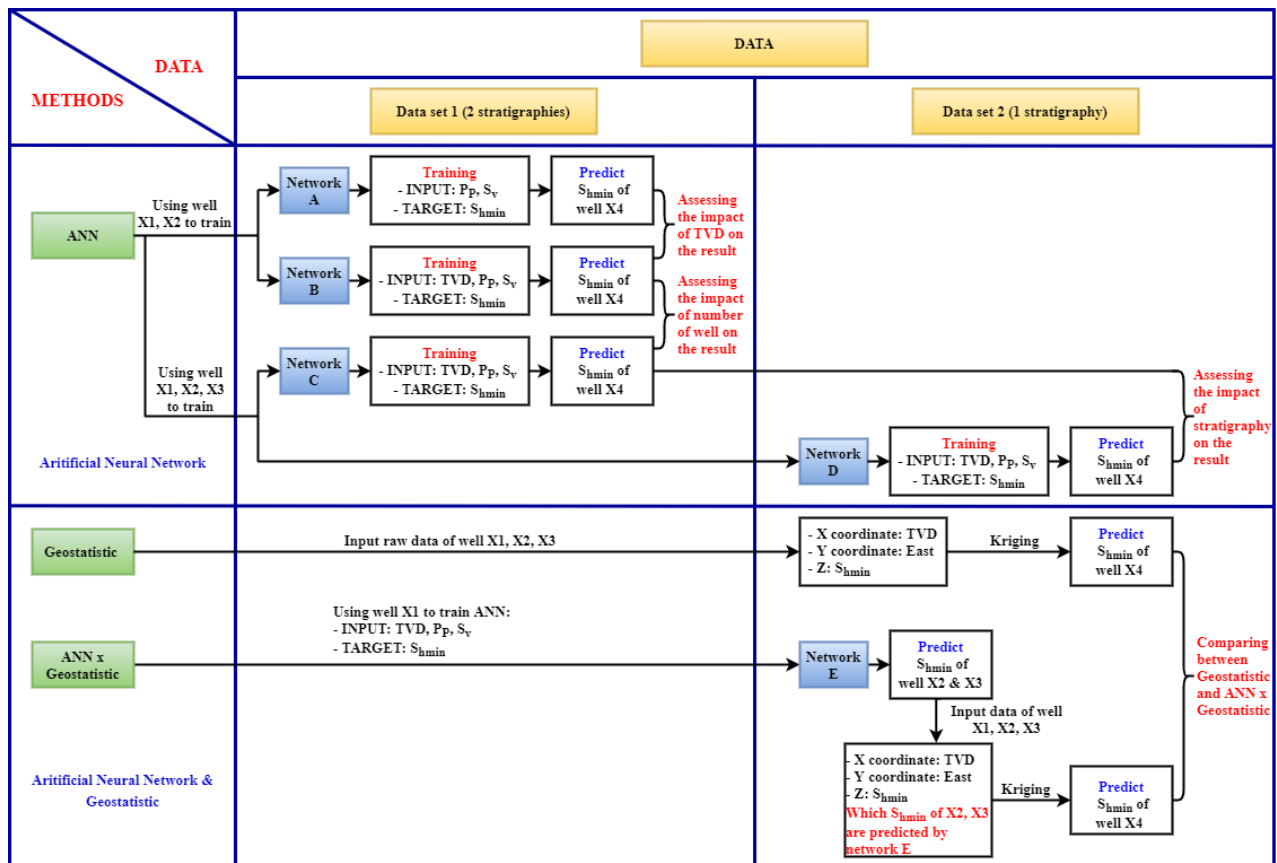 DATA
METHODS
DATA
Data set 1 (2 stratigraphies)
Data set 2 (1 stratigraphy)
ANN
Using well
X1, X2 to train
Network
A
Training
- INPUT: PP, Sv
- TARGET: Shmin
Predict
Shmin of
well X4
Assessing
the impact
of TVD on
the result
Network
B
Training
- INPUT: TVD, PP, Sv
- TARGET: Shmin
Predict
Shmin of
well X4
Assessing
the impact
of number
of well on
the result
Using well
X1, X2, X3
to train
Network
C
Training
- INPUT: TVD, PP, Sv
- TARGET: Shmin
Predict
Shmin of
well X4
Assessing
the impact
of
stratigraphy
on the
result
Aritificial Neural Network
Network
D
Training
- INPUT: TVD, PP, Sv
- TARGET: Shmin
Predict
Shmin of
well X4
Geostatistic
Input raw data of well X1, X2, X3
- X coordinate: TVD
- Y coordinate: East
- Z: Shmin
Kriging
Predict
Shmin of
well X4
Using well X1 to train ANN:
- INPUT: TVD, PP, Sv
- TARGET: Shmin
ANN x
Geostatistic
Network
E
Predict
Shmin of
well X2 & X3
Comparing
between
Geostatistic
and ANN x
Geostatistic
Input data of well
X1, X2, X3
Aritificial Neural Network &
Geostatistic
- X coordinate: TVD
- Y coordinate: East
- Z: Shmin
Which Shmin of X2, X3
are predicted by
network E
Kriging
Predict
Shmin of
well X4